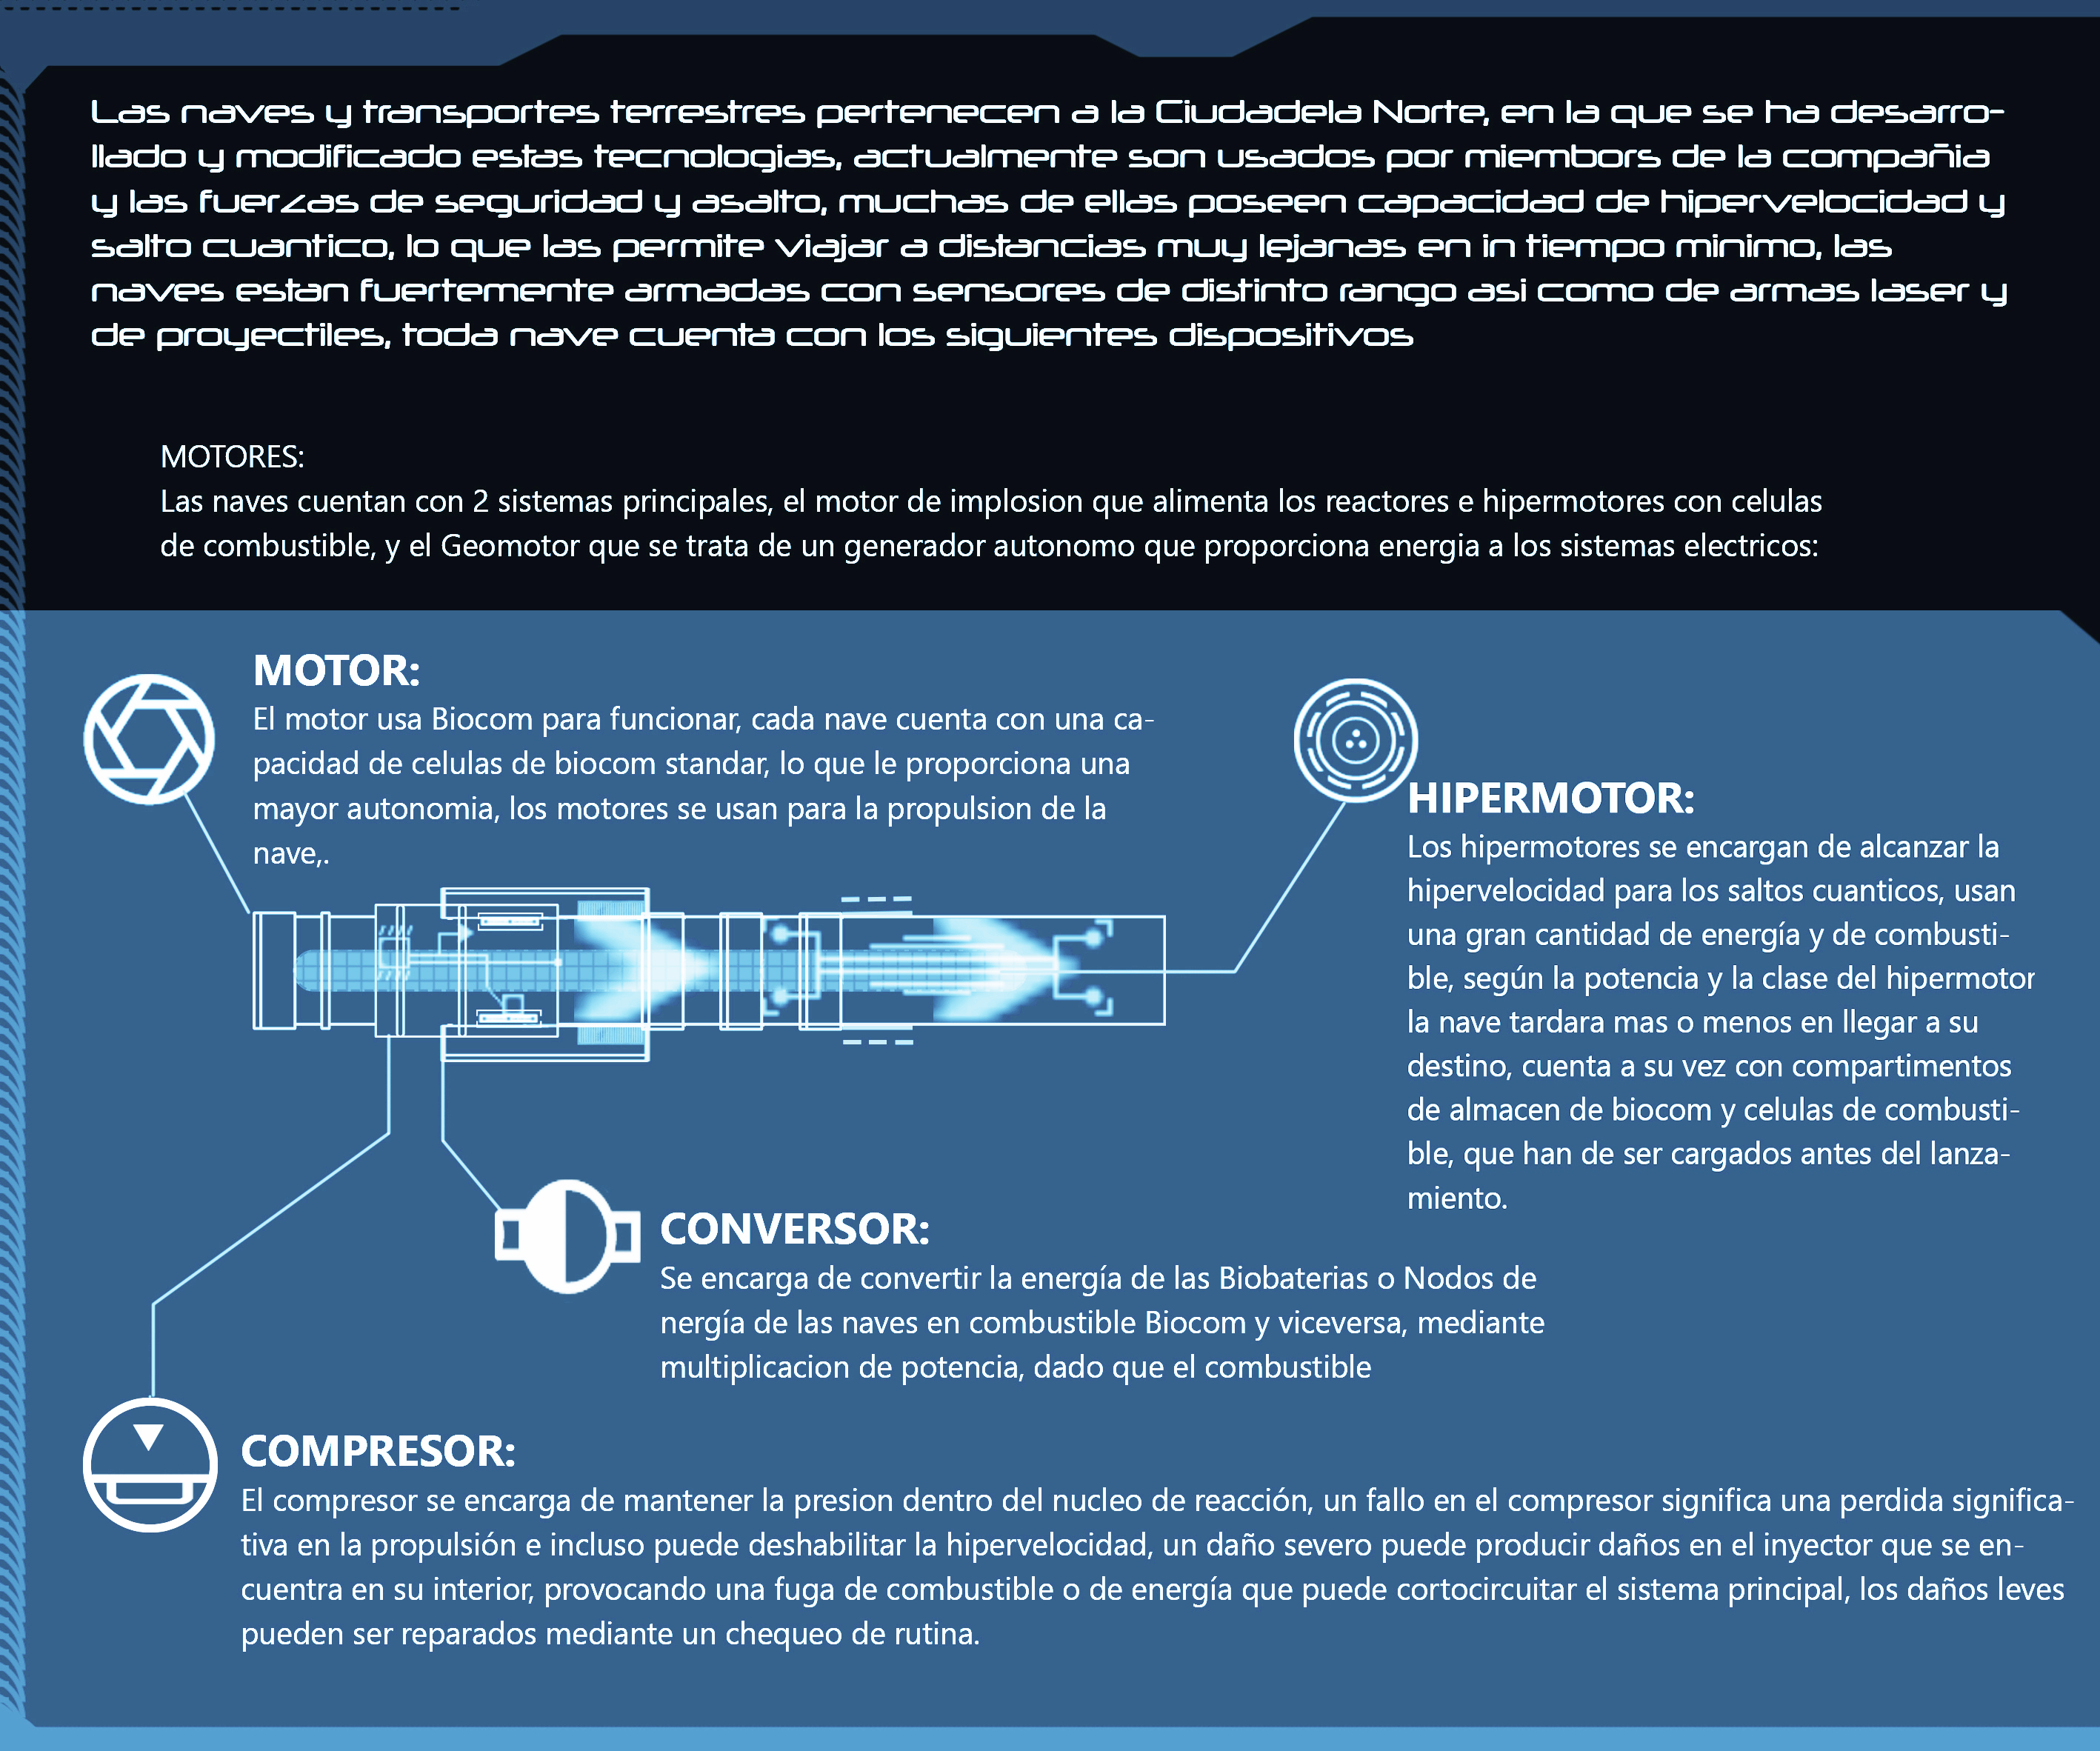 Las naves y transportes terrestres pertenecen a la Ciudadela Norte, en la que se ha desarro-
llado y modificado estas tecnologias, actualmente son usados por miembors de la compañia
y las fuerzas de seguridad y asalto, muchas de ellas poseen capacidad de hipervelocidad y
salto cuantico, lo que las permite viajar a distancias muy lejanas en in tiempo minimo, las
naves estan fuertemente armadas con sensores de distinto rango asi como de armas laser y
de proyectiles, toda nave cuenta con los siguientes dispositivos
MOTORES:
Las naves cuentan con 2 sistemas principales, el motor de implosion que alimenta los reactores e hipermotores con celulas
de combustible, y el Geomotor que se trata de un generador autonomo que proporciona energia a los sistemas electricos:
MOTOR:
El motor usa Biocom para funcionar, cada nave cuenta con una ca-
pacidad de celulas de biocom standar, lo que le proporciona una
mayor autonomia, los motores se usan para la propulsion de la
nave,.
HIPERMOTOR:
Los hipermotores se encargan de alcanzar la
hipervelocidad para los saltos cuanticos, usan
una gran cantidad de energía y de combusti-
ble, según la potencia y la clase del hipermotor
la nave tardara mas o menos en llegar a su
destino, cuenta a su vez con compartimentos
de almacen de biocom y celulas de combusti-
ble, que han de ser cargados antes del lanza-
miento.
CONVERSOR:
Se encarga de convertir la energía de las Biobaterias o Nodos de
nergía de las naves en combustible Biocom y viceversa, mediante
multiplicacion de potencia, dado que el combustible
COMPRESOR:
El compresor se encarga de mantener la presion dentro del nucleo de reacción, un fallo en el compresor significa una perdida significa-
tiva en la propulsión e incluso puede deshabilitar la hipervelocidad, un daño severo puede producir daños en el inyector que se en-
cuentra en su interior, provocando una fuga de combustible o de energía que puede cortocircuitar el sistema principal, los daños leves
pueden ser reparados mediante un chequeo de rutina.